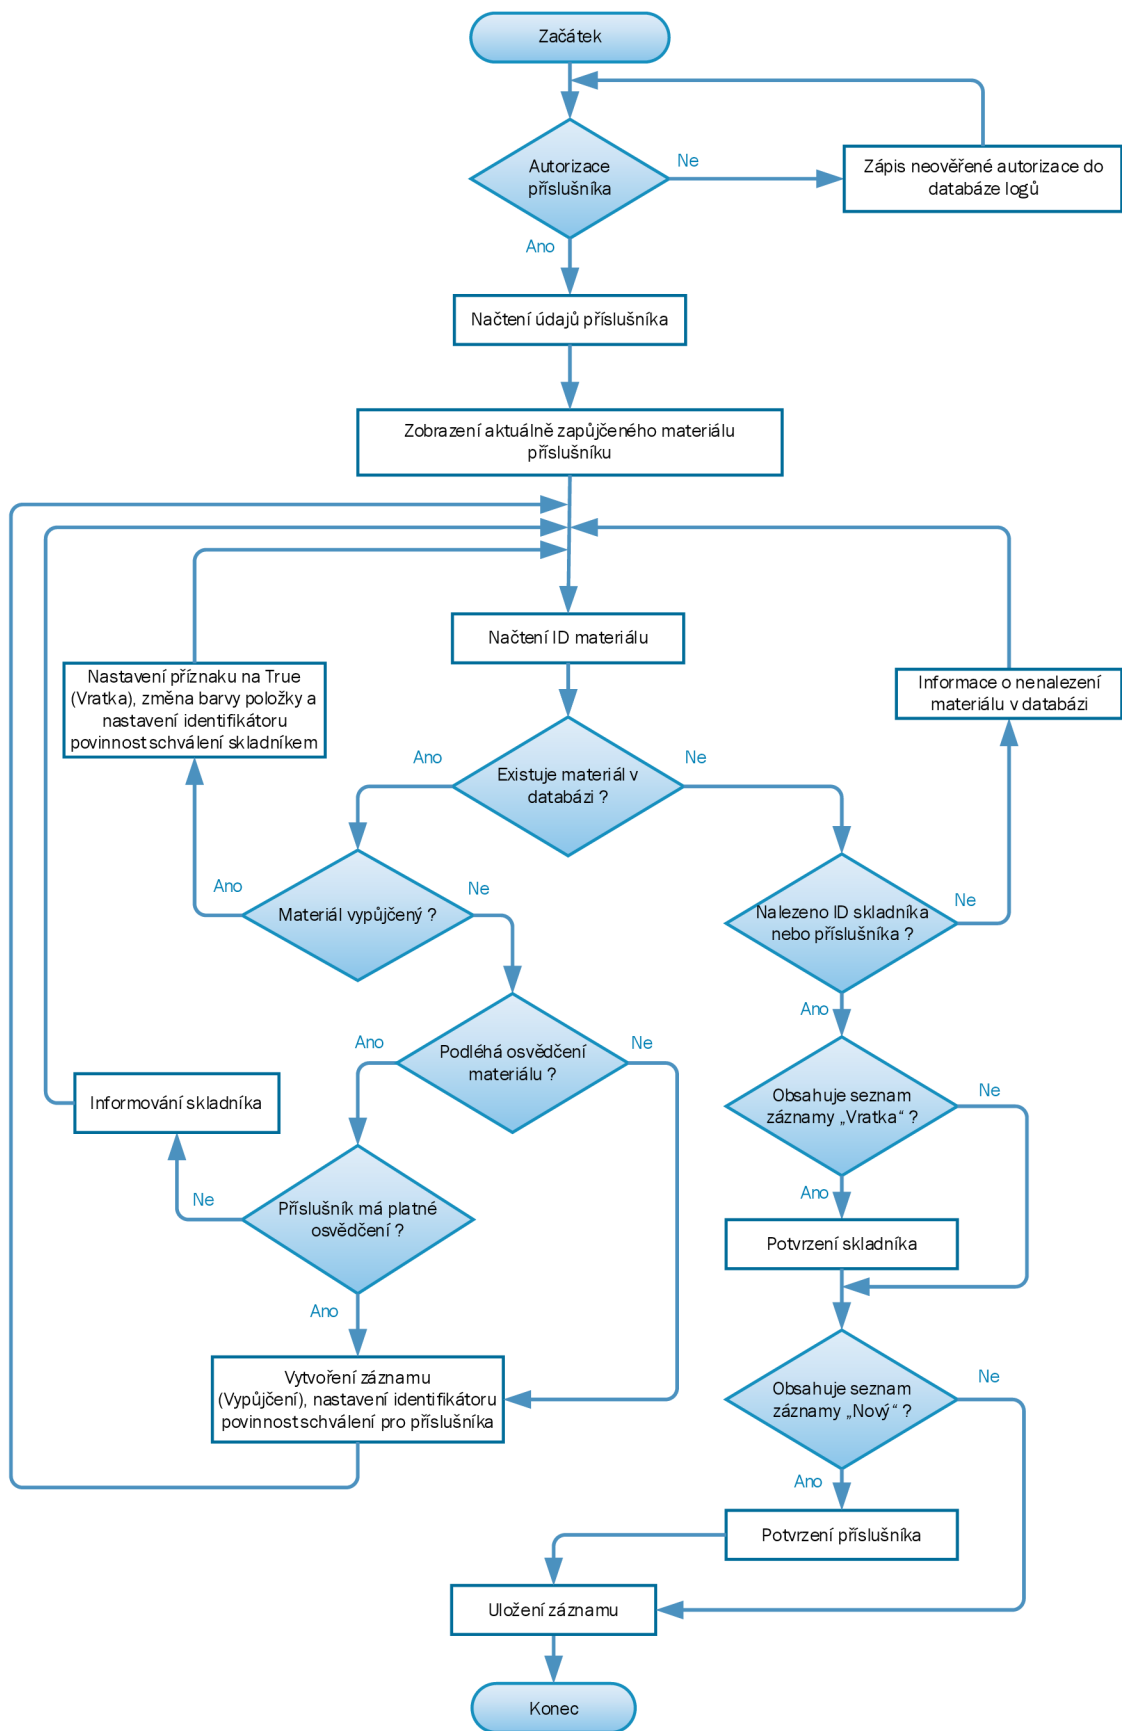 Začátek
Autorizace
příslušníka
Ne
Zápis neověřené autorizace do
databáze logů
Ano
Načtení údajů příslušníka
Zobrazení aktuálně zapůjčeného materiálu
příslušníku
Načtení ID materiálu
Nastavení příznaku na True
(Vratka), změna barvy položky a
nastavení identifikátoru
povinnost schválení skladníkem
Informace o nenalezení
materiálu v databázi
Ano
Existuje materiál v
databázi ?
Ne
Ano
Materiál vypůjčený ?
Ne
Nalezeno ID skladníka
nebo příslušníka ?
Ne
Ano
Ano
Podléhá osvědčení
materiálu ?
Ne
Informování skladníka
Obsahuje seznam
záznamy „Vratka“ ?
Ne
Ano
Ne
Příslušník má platné
osvědčení ?
Potvrzení skladníka
Ano
Vytvoření záznamu
(Vypůjčení), nastavení identifikátoru
povinnost schválení pro příslušníka
Obsahuje seznam
záznamy „Nový“ ?
Ne
Ano
Potvrzení příslušníka
Uložení záznamu
Konec